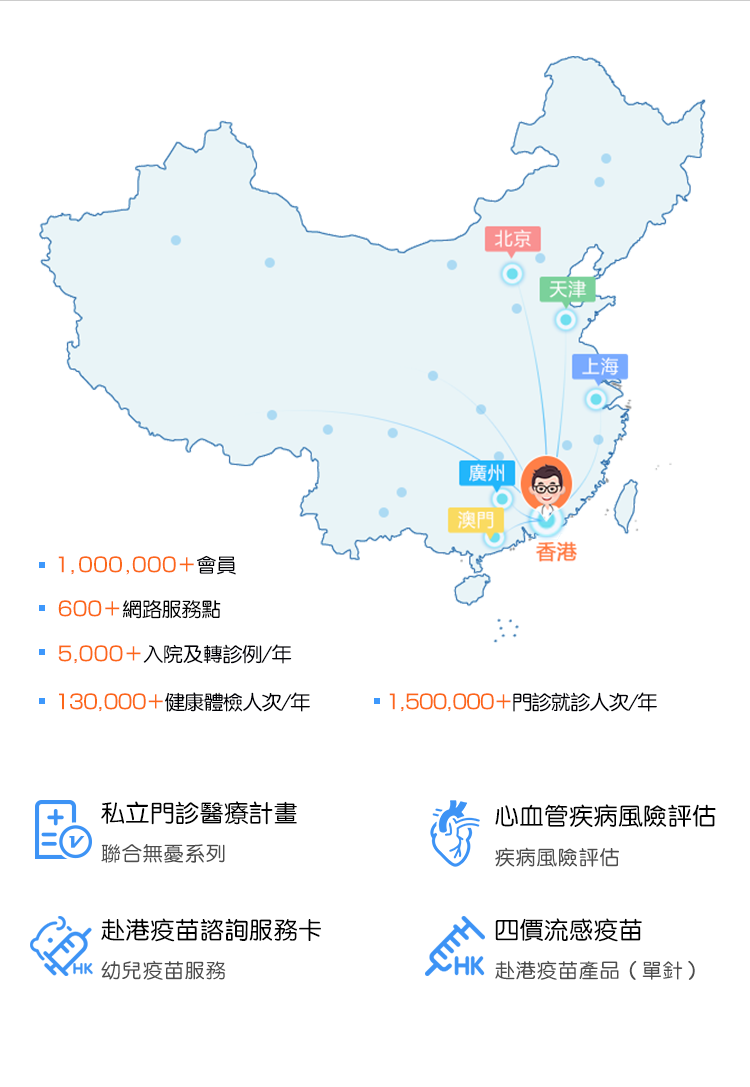 北京
天津
上海
廣州
澳門
香港
1,000,000+會員
600+網路服務點
5,000+入院及轉診例/年
130,000+健康體檢人次/年
1,500,000+門診就診人次/年
私立門診醫療計畫
聯合無憂系列
心血管疾病風險評估
疾病風險評估
赴港疫苗諮詢服務卡
幼兒疫苗服務
HK
四價流感疫苗
赴港疫苗產品（單針）
HK